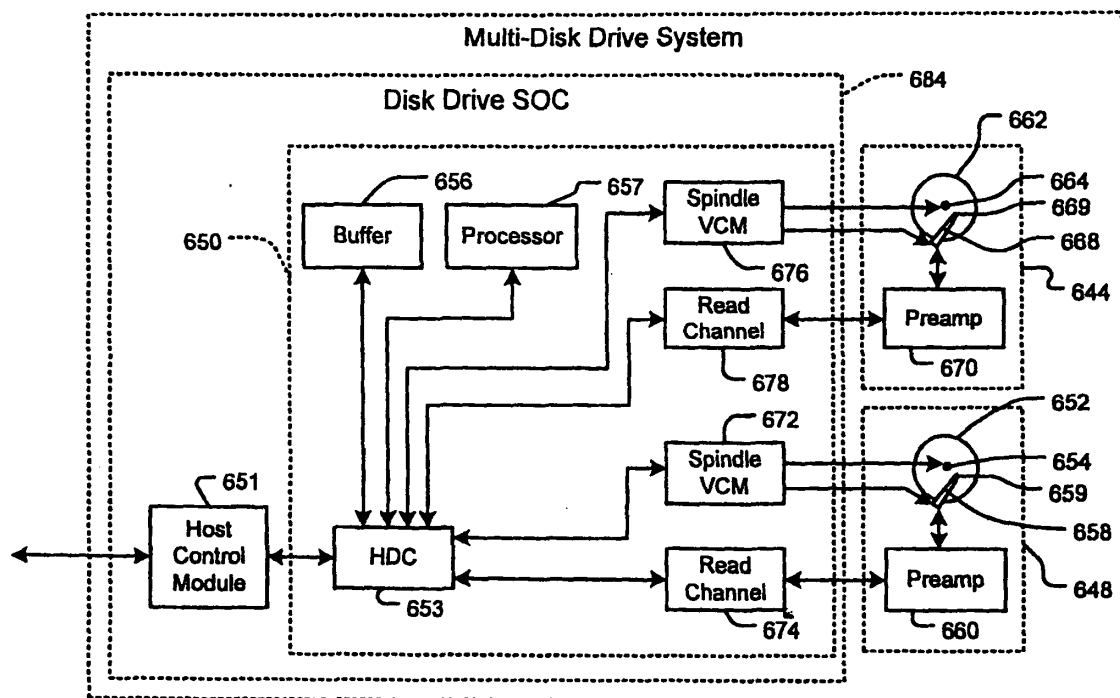 Multi-Disk Drive System
684
Disk Drive SOC
662
656
657
664
Spindle
VCM
669
650
Buffer
Processor
668
676
644
Read
Channel
Preamp
670
678
652
672
654
Spindle
VCM
659
651
658
Host
Control
Module
HDC
Read
Channel
Preamp
648
653
674
660